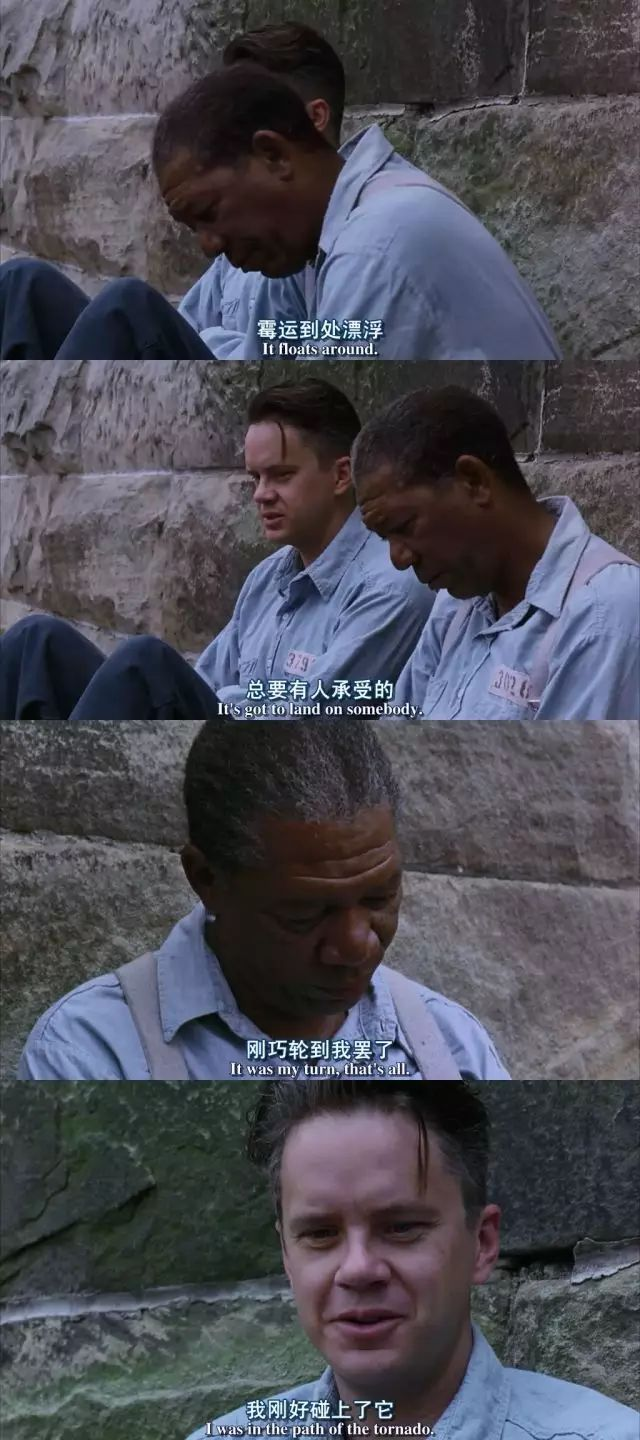 霉运到处漂浮
It floats around.
总要有人承受的
It's got to land on somebody.
刚巧轮到我罢了
It was my turn, that's all.
我刚好碰上了它
I was in the path of the tornado.